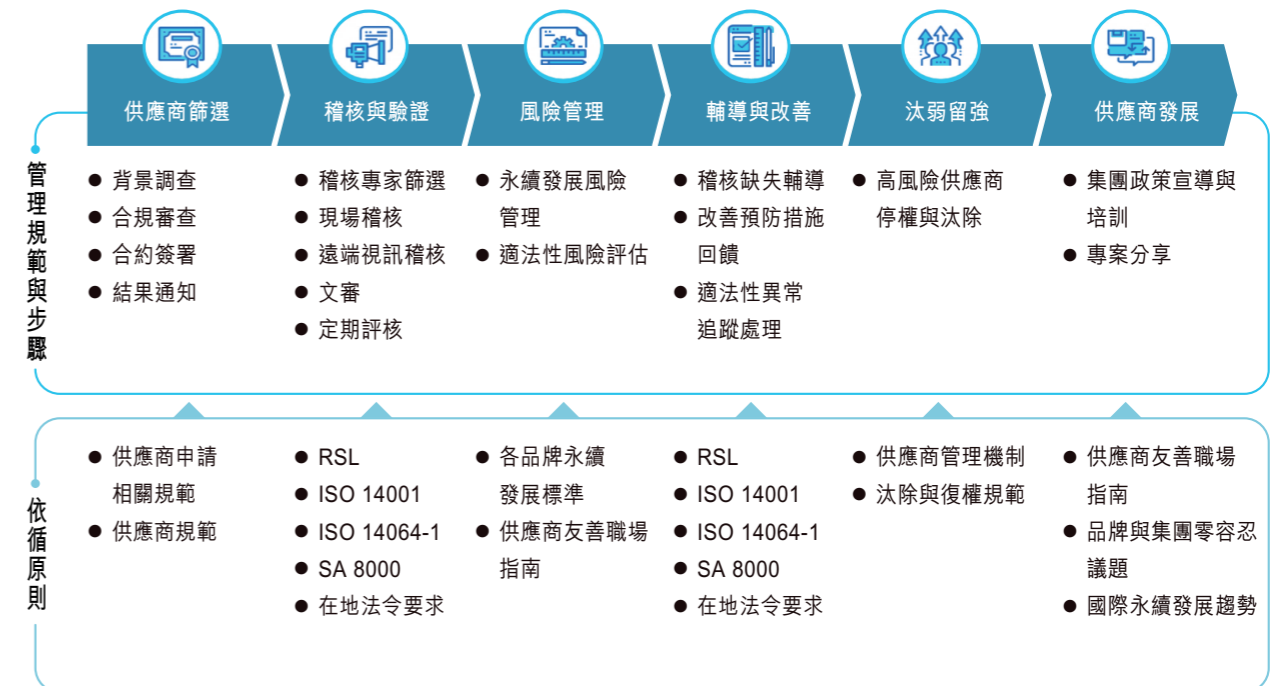 供應商篩選
稽核與驗證
風險管理
輔導與改善
汰弱留強
供應商發展
管理規範與步驟
● 背景調查
● 合規審查
● 合約簽署
● 結果通知
● 稽核專家篩選
● 現場稽核
● 遠端視訊稽核
● 文審
● 定期評核
● 永續發展風險
管理
● 適法性風險評估
● 稽核缺失輔導
● 改善預防措施
回饋
● 適法性異常
追蹤處理
● 高風險供應商
停權與汰除
● 集團政策宣導與
培訓
● 專案分享
依循原則
● 供應商申請
相關規範
● 供應商規範
● RSL
● ISO 14001
● ISO 14064-1
● SA 8000
● 在地法令要求
● 各品牌永續
發展標準
● 供應商友善職場
指南
● RSL
● ISO 14001
● ISO 14064-1
● SA 8000
● 在地法令要求
● 供應商管理機制
● 汰除與復權規範
● 供應商友善職場
指南
● 品牌與集團零容忍
議題
● 國際永續發展趨勢